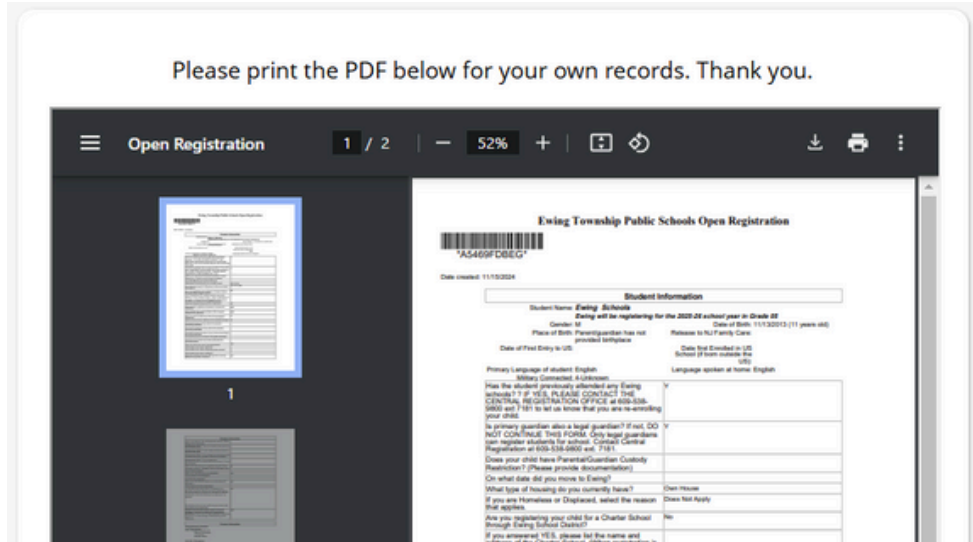 Please print the PDF below for your own records. Thank you.
Open Registration 1 / 2 52%
1
Ewing Township Public Schools Open Registration
*A5469FDBEG*
Date created: 11/15/2024
Student Information
Student Name: Ewing Schools
Ewing will be registering for the 2025-26 school year in Grade 05
Gender: M Date of Birth: 11/13/2013 (11 years old)
Place of Birth: Parent/guardian has not provided birthplace Release to NJ Family Care:
Date of First Entry to US: Date first Enrolled in US School (if born outside the US):
Primary Language of student: English Language spoken at home: English
Military Connected: 4-Unknown
Has the student previously attended any Ewing Y
schools? ? IF YES, PLEASE CONTACT THE
CENTRAL REGISTRATION OFFICE at 609-538-
9800 ext 7181 to let us know that you are re-enrolling
your child.
Is primary guardian also a legal guardian? If not, DO Y
NOT CONTINUE THIS FORM. Only legal guardians
can register students for school. Contact Central
Registration at 609-538-9800 ext. 7181.
Does your child have Parental/Guardian Custody
Restriction? (Please provide documentation)
On what date did you move to Ewing?
What type of housing do you currently have? Own House
If you are Homeless or Displaced, select the reason Does Not Apply
that applies.
Are you registering your child for a Charter School No
through Ewing School District?
If you answered YES, please list the name and